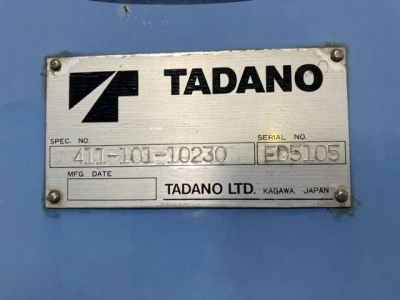 TADANO
SPEC. NO. SERIAL NO.
411-101-10230 ED5105
MFG. DATE
TADANO LTD. KAGAWA, JAPAN